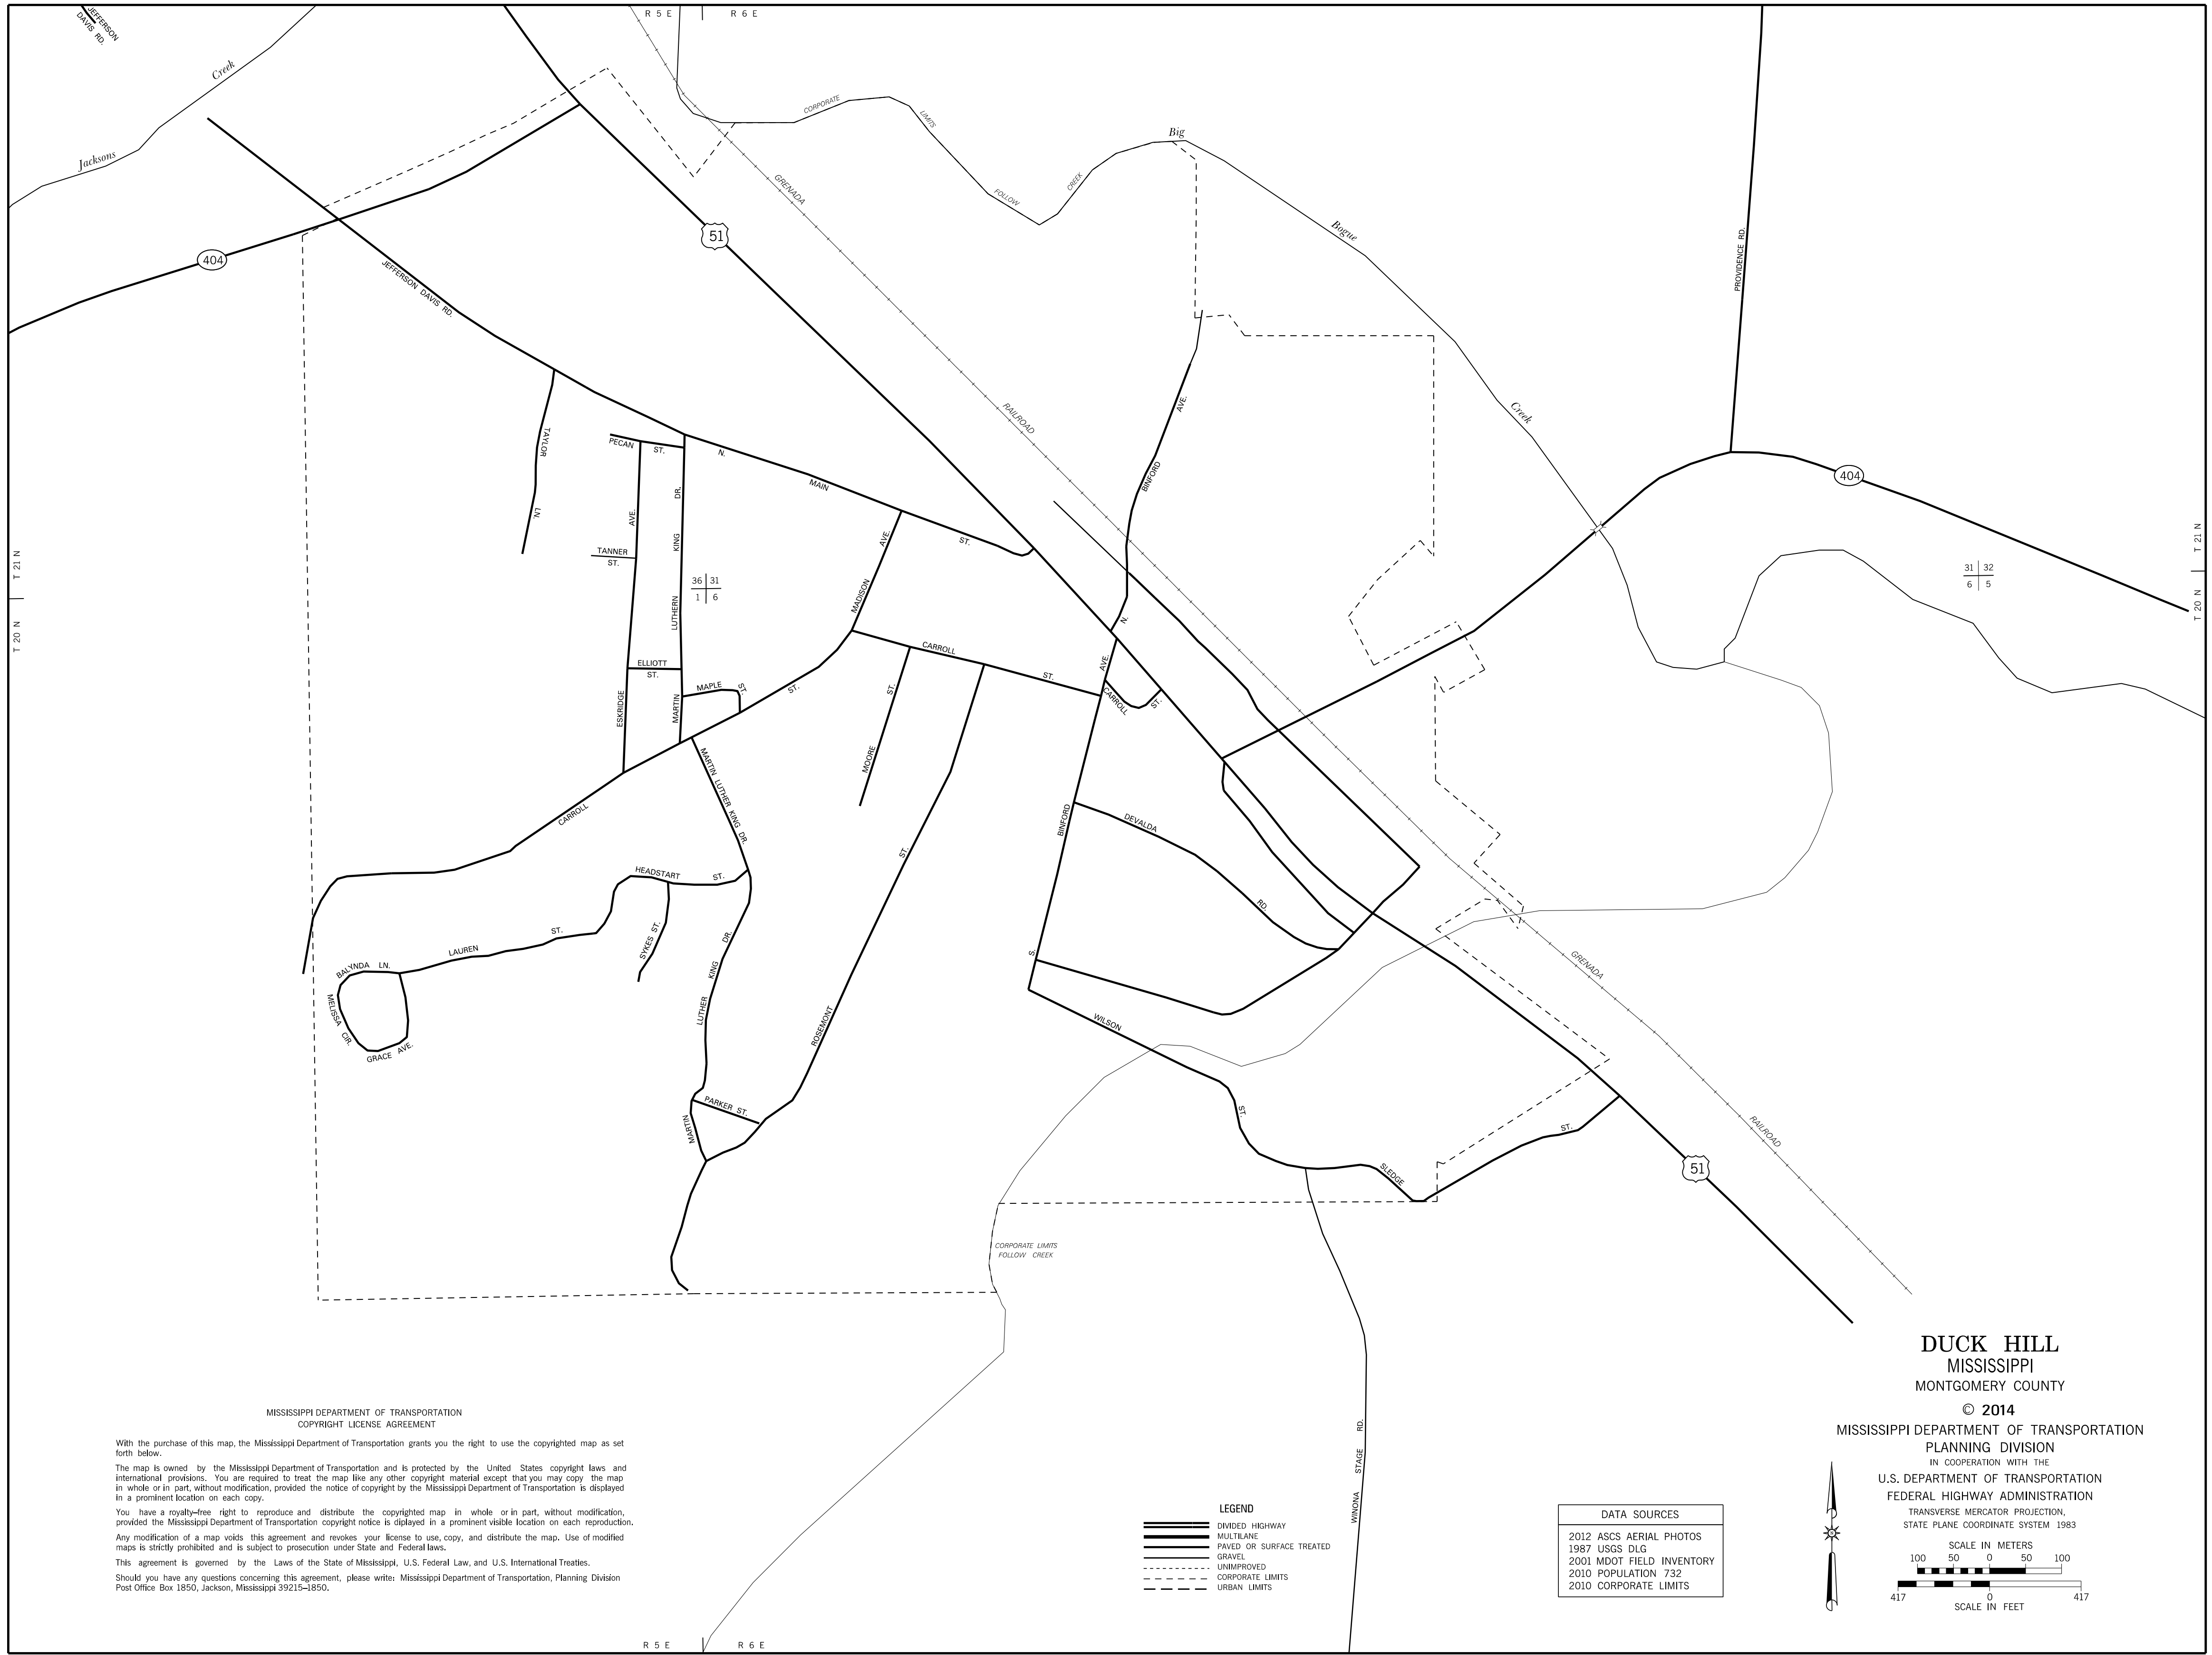 JEFFERSON
DAVIS RD.
R 5 E
R 6 E
Creek
Jacksons
CORPORATE
LIMITS
FOLLOW
CREEK
Big
Bogue
Creek
GRENADA
RAILROAD
51
404
JEFFERSON DAVIS RD.
PROVIDENCE RD.
404
TAYLOR
LN.
PECAN
ST.
N.
MAIN
ST.
AVE.
DR.
KING
TANNER
ST.
36 31
1 6
LUTHERN
MADISON
AVE.
BINFORD
AVE.
N.
T 21 N
T 20 N
31 32
6 5
T 21 N
T 20 N
ELLIOTT
ST.
MAPLE
ST.
ESKRIDGE
MARTIN
ST.
CARROLL
ST.
AVE.
CARROLL
ST.
ST.
MOORE
MARTIN LUTHER KING DR.
CARROLL
BINFORD
DEVALDA
RD.
HEADSTART
ST.
ST.
SYKES ST.
LAUREN
ST.
BALYNDA LN.
MELISSA
CIR.
GRACE AVE.
DR.
KING
LUTHER
ROSEMONT
S.
WILSON
ST.
PARKER ST.
MARTIN
SLEDGE
ST.
GRENADA
RAILROAD
51
CORPORATE LIMITS
FOLLOW CREEK
WINONA STAGE RD.
DUCK HILL
MISSISSIPPI
MONTGOMERY COUNTY
© 2014
MISSISSIPPI DEPARTMENT OF TRANSPORTATION
PLANNING DIVISION
IN COOPERATION WITH THE
U.S. DEPARTMENT OF TRANSPORTATION
FEDERAL HIGHWAY ADMINISTRATION
TRANSVERSE MERCATOR PROJECTION,
STATE PLANE COORDINATE SYSTEM 1983
SCALE IN METERS
100 50 0 50 100
417 0 417
SCALE IN FEET
MISSISSIPPI DEPARTMENT OF TRANSPORTATION
COPYRIGHT LICENSE AGREEMENT
With the purchase of this map, the Mississippi Department of Transportation grants you the right to use the copyrighted map as set
forth below.
The map is owned by the Mississippi Department of Transportation and is protected by the United States copyright laws and
international provisions. You are required to treat the map like any other copyright material except that you may copy the map
in whole or in part, without modification, provided the notice of copyright by the Mississippi Department of Transportation is displayed
in a prominent location on each copy.
You have a royalty-free right to reproduce and distribute the copyrighted map in whole or in part, without modification,
provided the Mississippi Department of Transportation copyright notice is diplayed in a prominent visible location on each reproduction.
Any modification of a map voids this agreement and revokes your license to use, copy, and distribute the map. Use of modified
maps is strictly prohibited and is subject to prosecution under State and Federal laws.
This agreement is governed by the Laws of the State of Mississippi, U.S. Federal Law, and U.S. International Treaties.
Should you have any questions concerning this agreement, please write: Mississippi Department of Transportation, Planning Division
Post Office Box 1850, Jackson, Mississippi 39215-1850.
LEGEND
DIVIDED HIGHWAY
MULTILANE
PAVED OR SURFACE TREATED
GRAVEL
UNIMPROVED
CORPORATE LIMITS
URBAN LIMITS
DATA SOURCES
2012 ASCS AERIAL PHOTOS
1987 USGS DLG
2001 MDOT FIELD INVENTORY
2010 POPULATION 732
2010 CORPORATE LIMITS
R 5 E
R 6 E